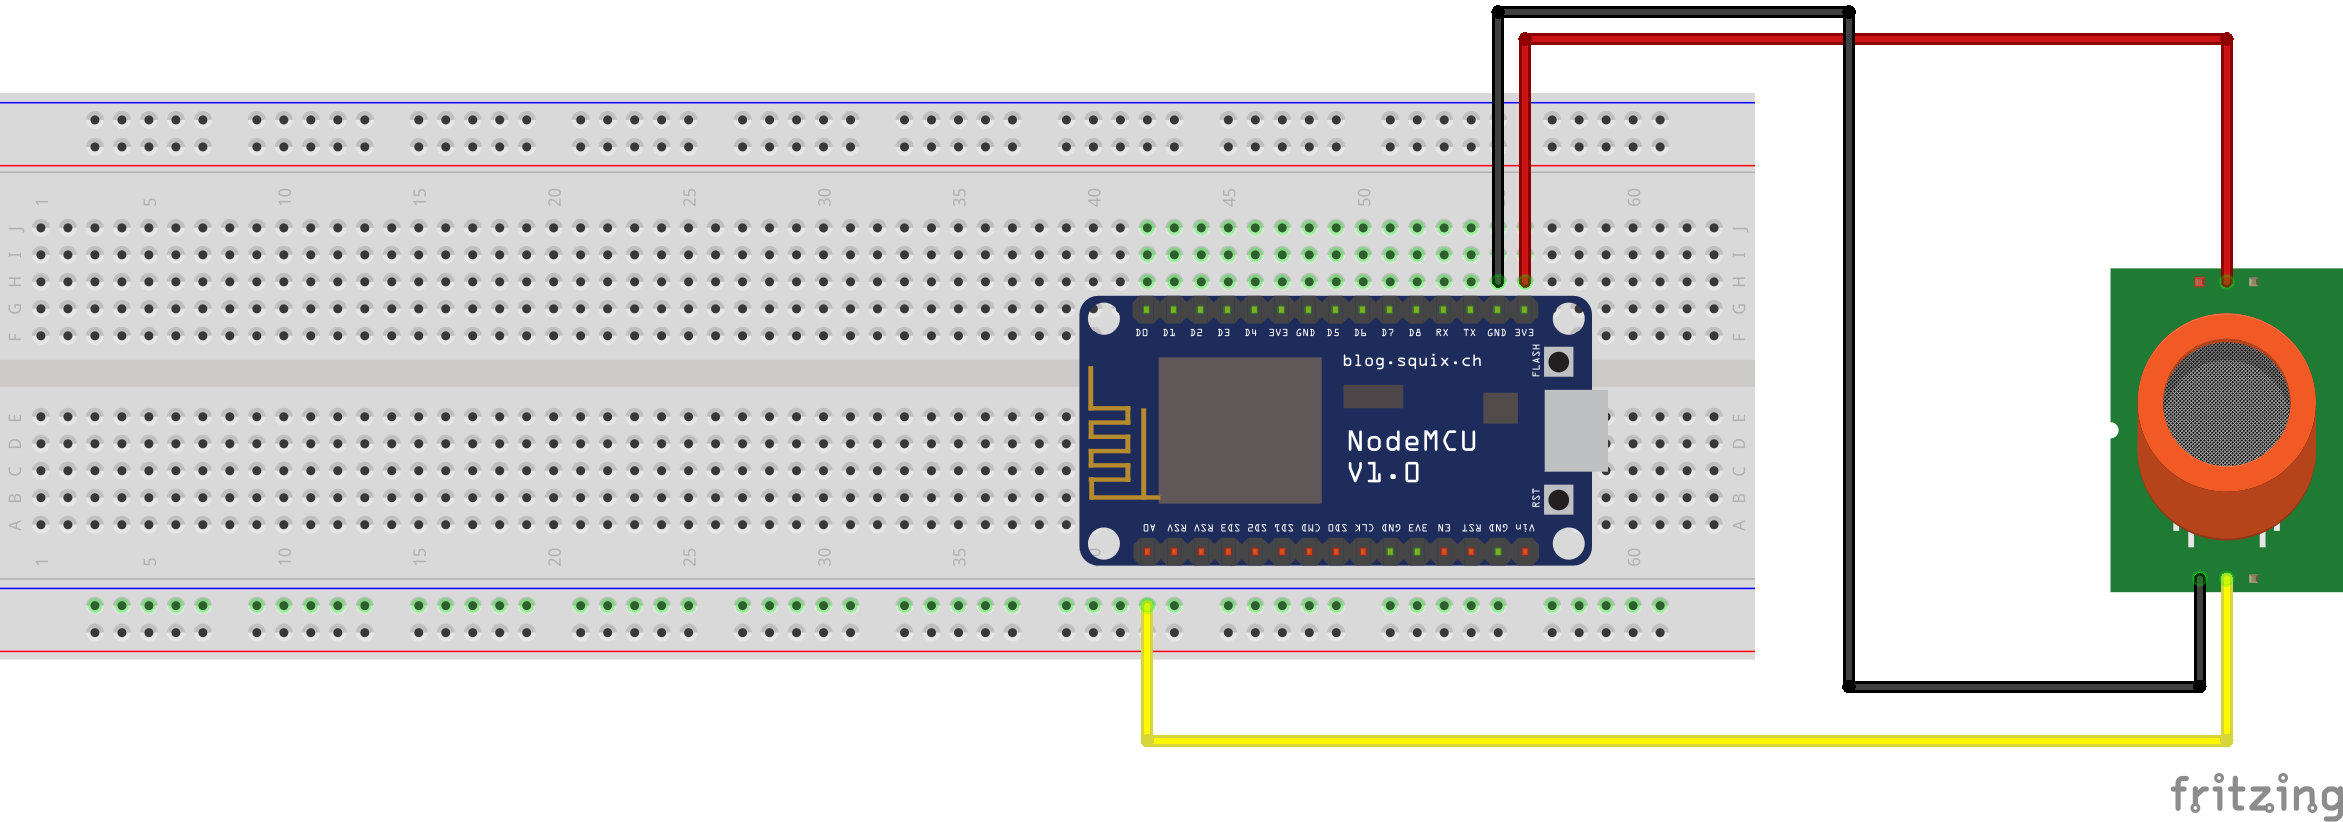 1 5 10 15 20 25 30 35 40 45 50 60
J J
I I
H H
G G
F F
D0 D1 D2 D3 D4 3V3 GND D5 D6 D7 D8 RX TX GND 3V3
blog.squix.ch
FLASH
E E
D D
C C
B B
A A
NodeMCU
V1.0
RST
A0 RSV RSV SD3 SD2 SD1 CMD SD0 CLK GND 3V3 EN RST GND Vin
1 5 10 15 20 25 30 35 60
fritzing